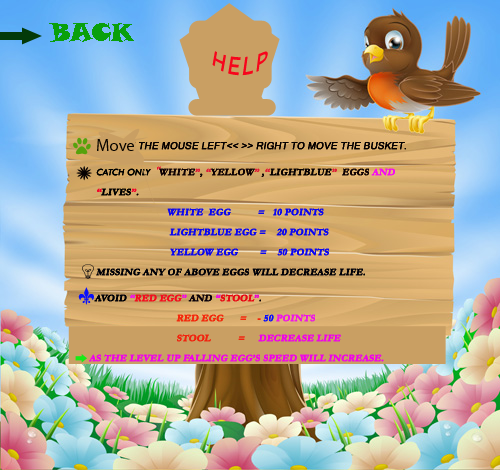 BACK
HELP
Move THE MOUSE LEFT<< >> RIGHT TO MOVE THE BUSKET.
CATCH ONLY "WHITE", "YELLOW" ,"LIGHTBLUE" EGGS AND
"LIVES".
WHITE EGG = 10 POINTS
LIGHTBLUE EGG = 20 POINTS
YELLOW EGG = 50 POINTS
MISSING ANY OF ABOVE EGGS WILL DECREASE LIFE.
AVOID "RED EGG" AND "STOOL".
RED EGG = - 50 POINTS
STOOL = DECREASE LIFE
AS THE LEVEL UP FALLING EGG'S SPEED WILL INCREASE.